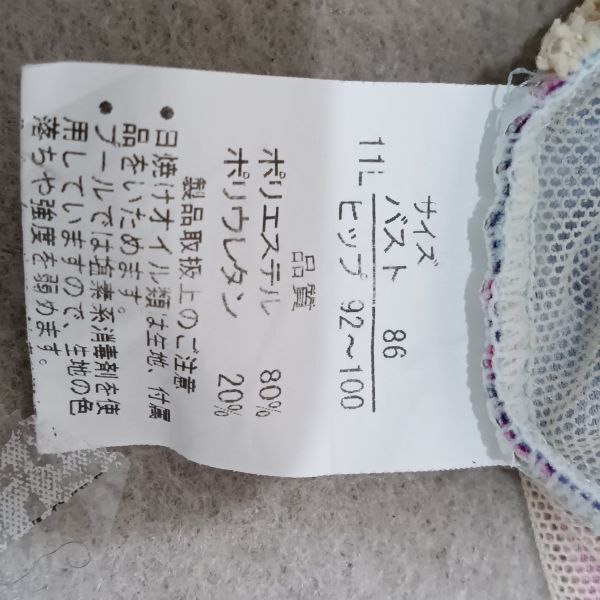 サイズ
バスト 86
ヒップ 92～100
11L
品質
ポリエステル 80%
ポリウレタン 20%
製品取扱上のご注意
●日焼けオイル類は生地、付属
品をいためます。
●プールでは塩素系消毒剤を使
用していますので、生地の色
落ちや強度を弱めます。